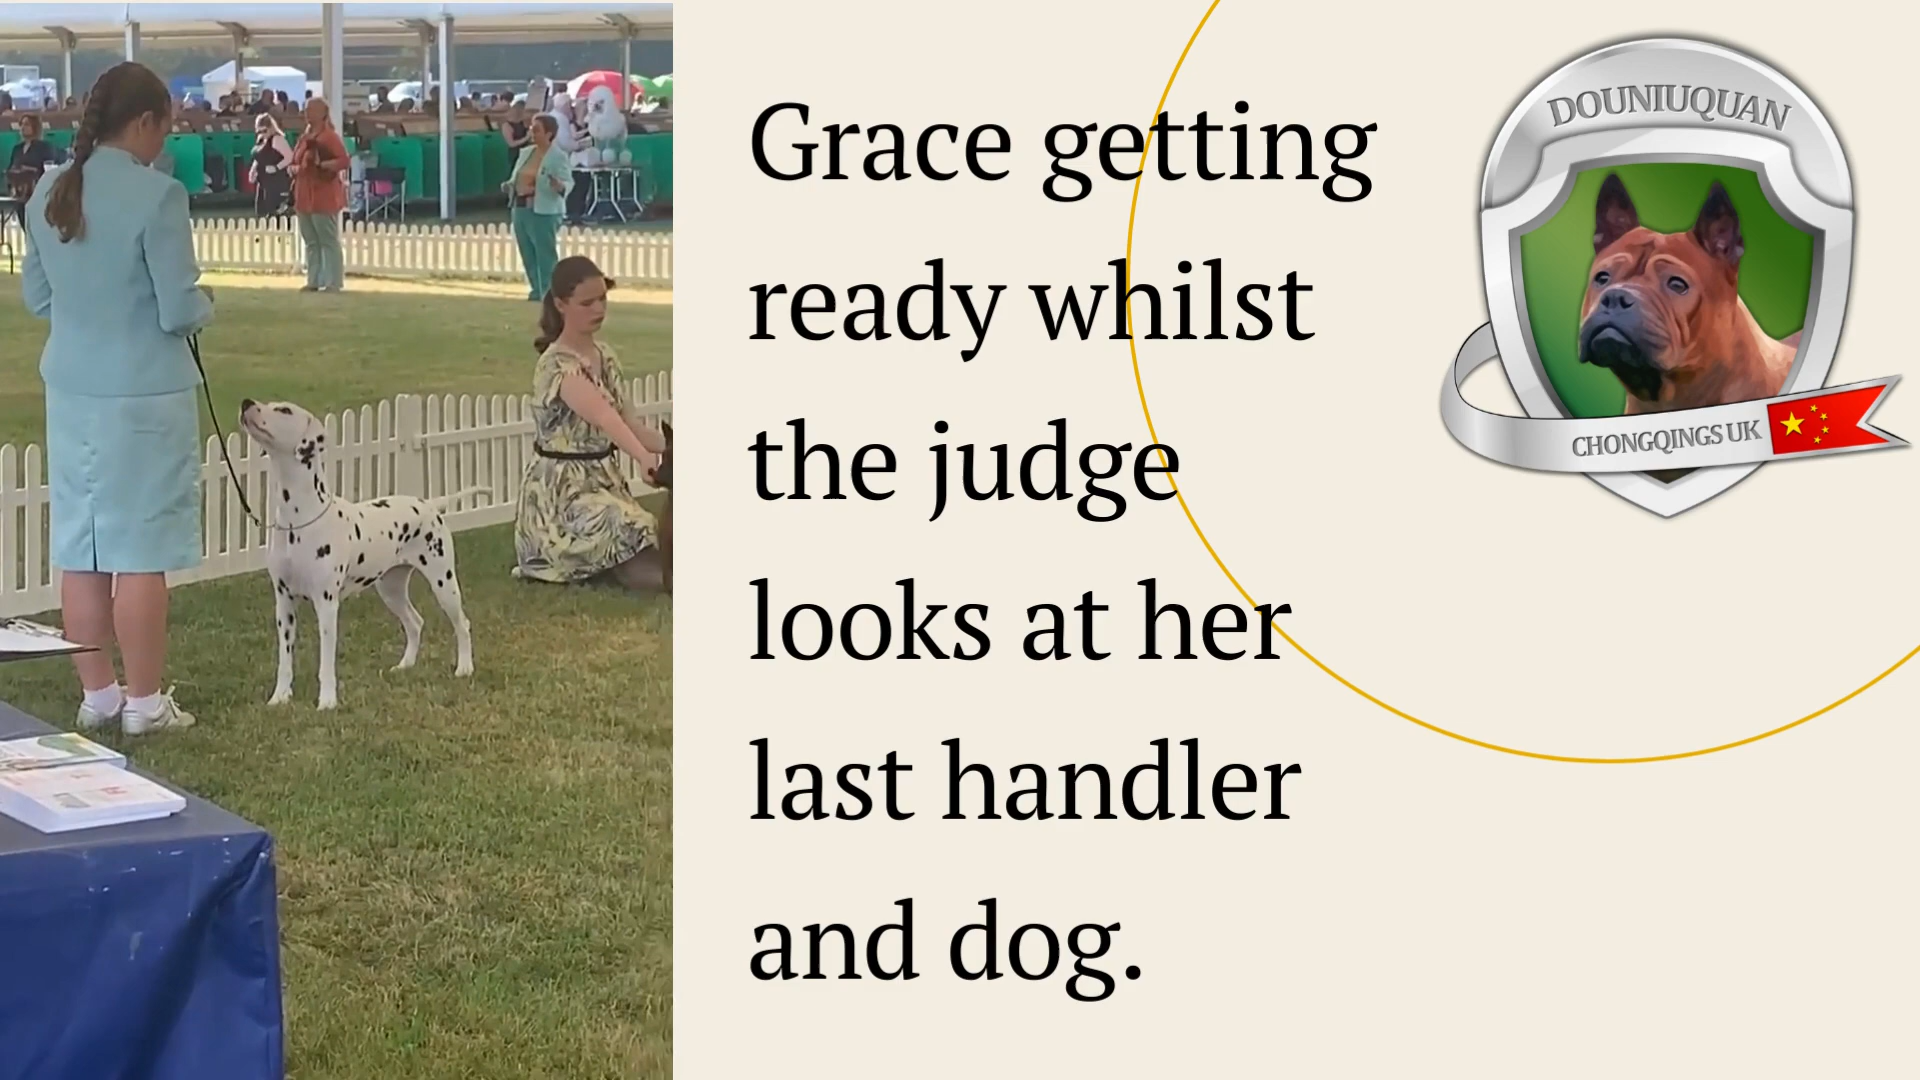 Grace getting
ready whilst
the judge
looks at her
last handler
and dog.
DOUNIUQUAN
CHONGQINGS UK